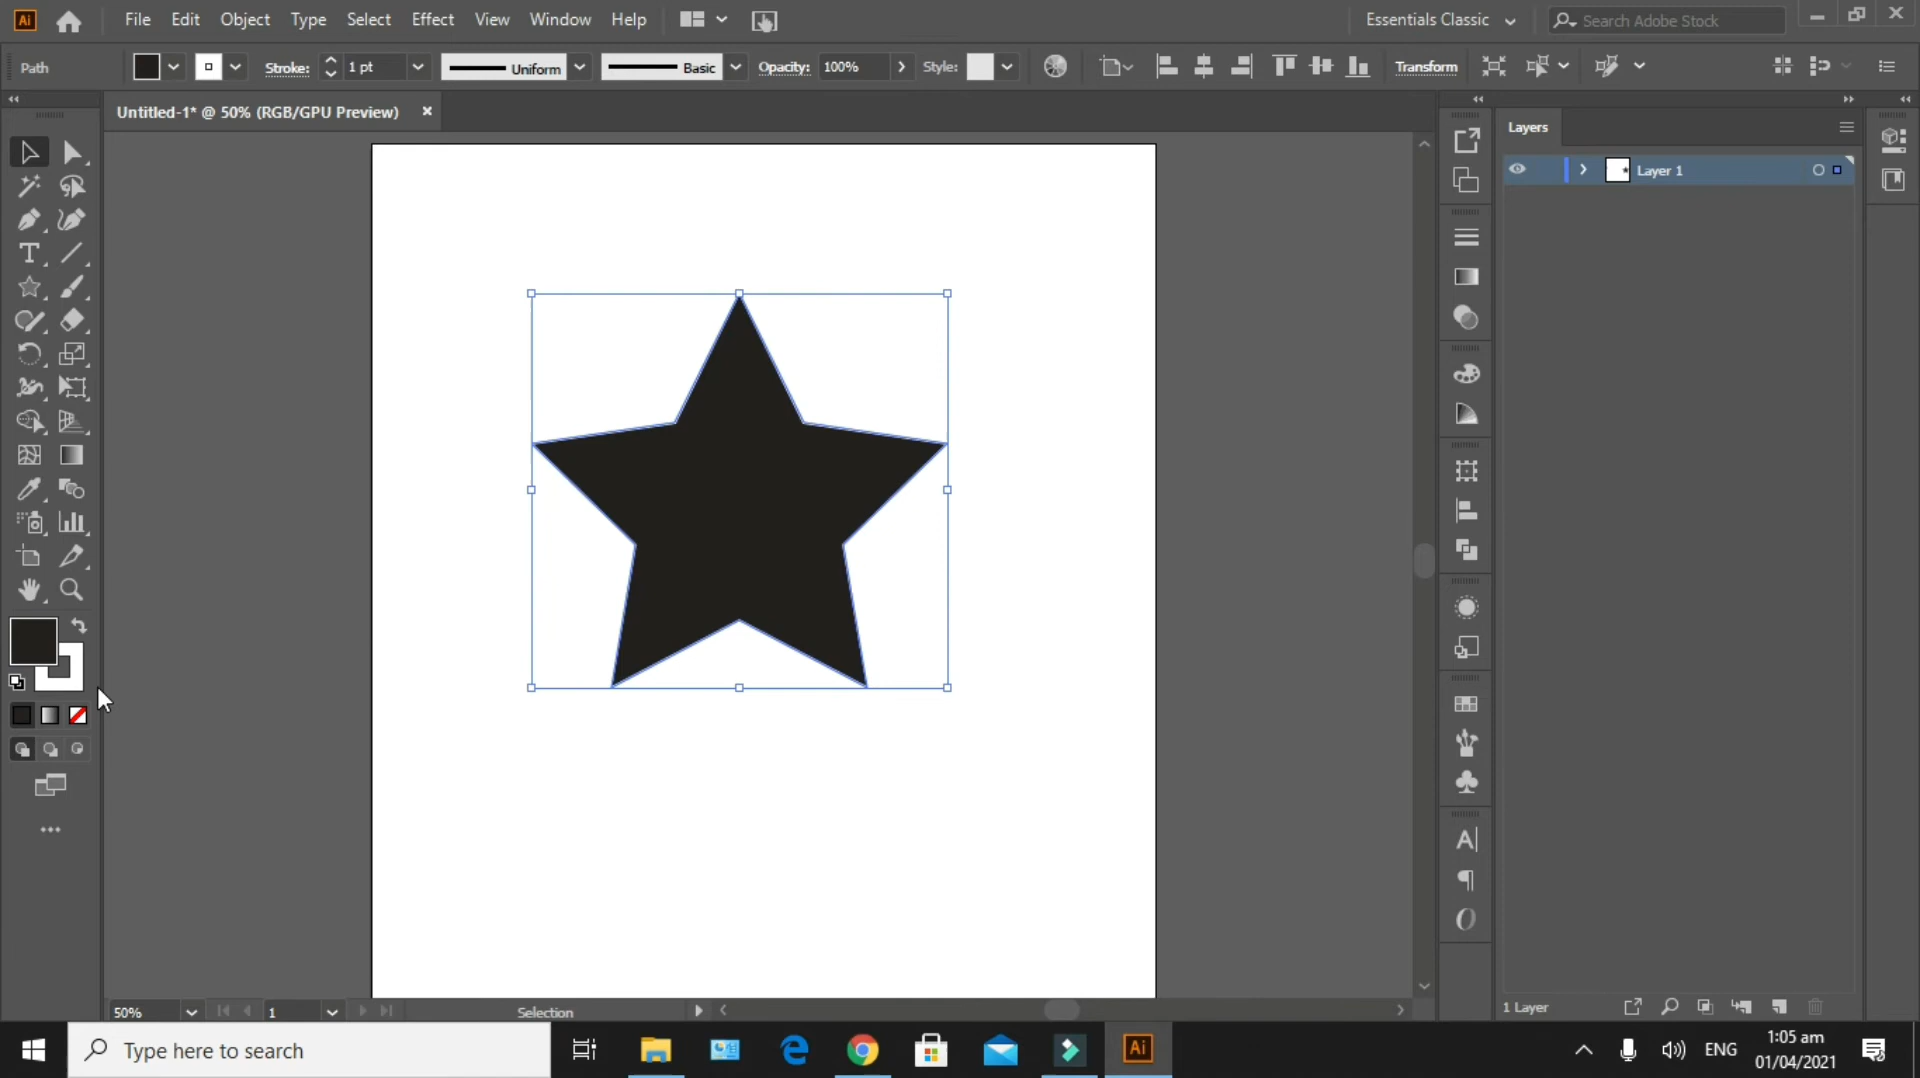 Ai File Edit Object Type Select Effect View Window Help Essentials Classic Search Adobe Stock
Path Stroke: 1 pt Uniform Basic Opacity: 100% Style: Transform
Untitled-1* @ 50% (RGB/GPU Preview)
Layers
Layer 1
50% 1 Selection 1 Layer
Type here to search Ai ENG 1:05 am
01/04/2021